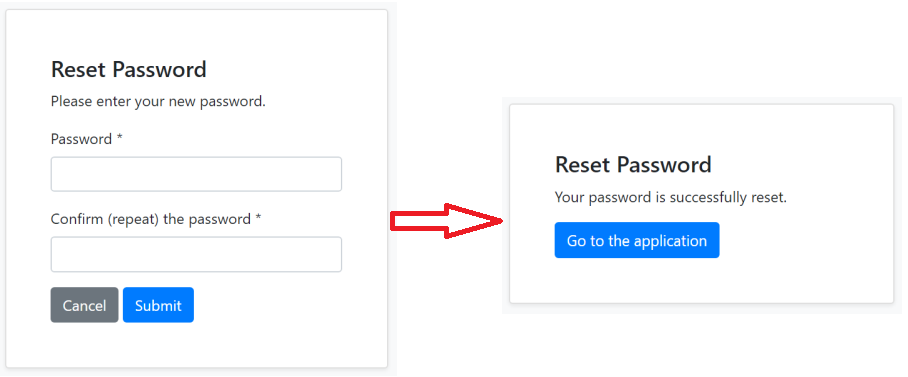 Reset Password
Please enter your new password.
Password *
Confirm (repeat) the password *
Cancel
Submit
Reset Password
Your password is successfully reset.
Go to the application